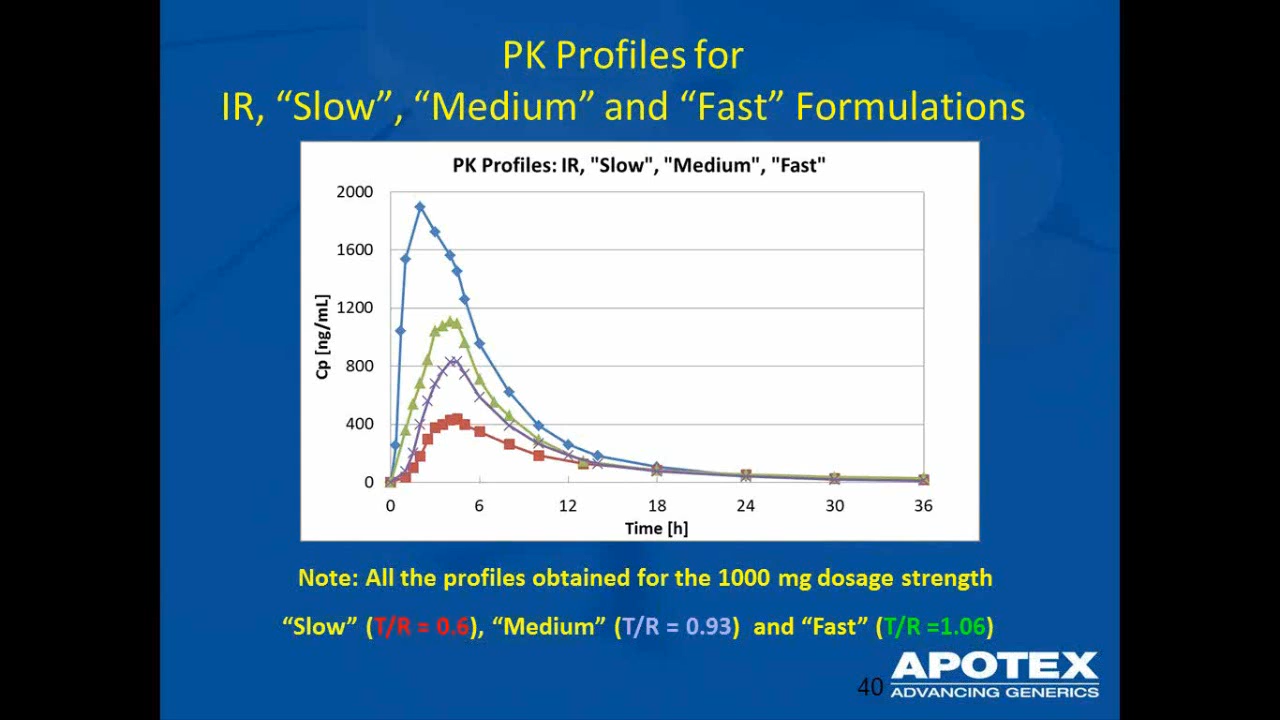 PK Profiles for
IR, “Slow”, “Medium” and “Fast” Formulations
PK Profiles: IR, "Slow", "Medium", "Fast"
2000
1600
1200
800
400
0
Cp [ng/mL]
0 6 12 18 24 30 36
Time [h]
Note: All the profiles obtained for the 1000 mg dosage strength
“Slow” (T/R = 0.6), “Medium” (T/R = 0.93) and “Fast” (T/R =1.06)
40
APOTEX
ADVANCING GENERICS